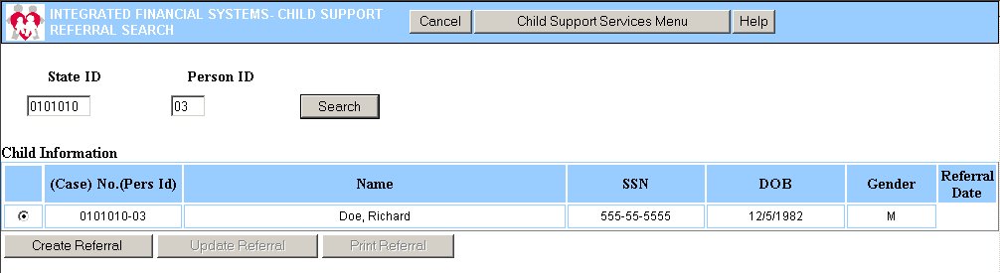 INTEGRATED FINANCIAL SYSTEMS- CHILD SUPPORT
REFERRAL SEARCH
Cancel Child Support Services Menu Help
State ID Person ID
0101010 03 Search
Child Information
(Case) No.(Pers Id) Name SSN DOB Gender Referral
Date
0101010-03 Doe, Richard 555-55-5555 12/5/1982 M
Create Referral Update Referral Print Referral